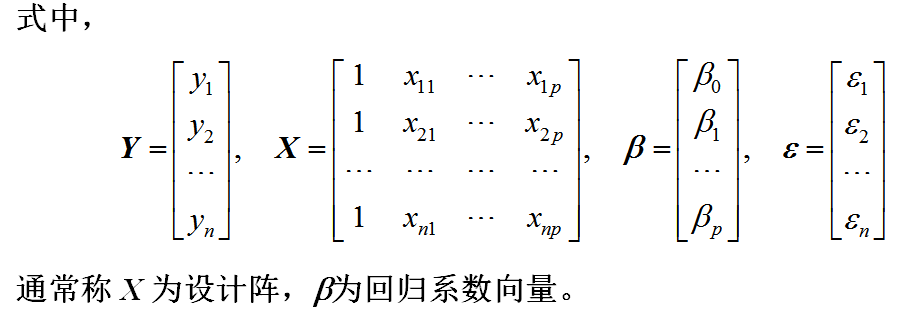 式中，
y1 1 x11 ⋯ x1p β0 ε1
y2 1 x21 ⋯ x2p β1 ε2
Y = , X = , β = , ε =
⋯ ⋯ ⋯ ⋯ ⋯ ⋯ ⋯
yn 1 xn1 ⋯ xnp βp εn
通常称 X 为设计阵，β为回归系数向量。